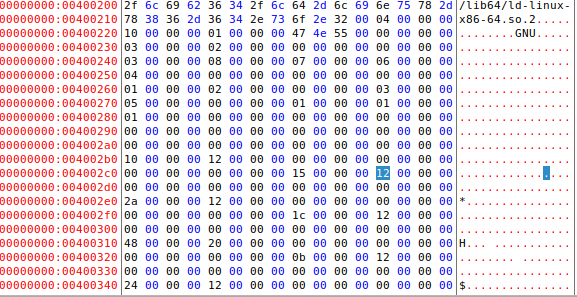 00000000:00400200 2f 6c 69 62 36 34 2f 6c 64 2d 6c 69 6e 75 78 2d /lib64/ld-linux-
00000000:00400210 78 38 36 2d 36 34 2e 73 6f 2e 32 00 04 00 00 00 x86-64.so.2.....
00000000:00400220 10 00 00 00 01 00 00 00 47 4e 55 00 00 00 00 00 ........GNU.....
00000000:00400230 03 00 00 00 02 00 00 00 00 00 00 00 00 00 00 00 ................
00000000:00400240 03 00 00 00 08 00 00 00 07 00 00 00 06 00 00 00 ................
00000000:00400250 04 00 00 00 00 00 00 00 00 00 00 00 00 00 00 00 ................
00000000:00400260 01 00 00 00 02 00 00 00 00 00 00 00 03 00 00 00 ................
00000000:00400270 05 00 00 00 00 00 00 00 01 00 00 00 01 00 00 00 ................
00000000:00400280 01 00 00 00 00 00 00 00 00 00 00 00 00 00 00 00 ................
00000000:00400290 00 00 00 00 00 00 00 00 00 00 00 00 00 00 00 00 ................
00000000:004002a0 00 00 00 00 00 00 00 00 00 00 00 00 00 00 00 00 ................
00000000:004002b0 10 00 00 00 12 00 00 00 00 00 00 00 00 00 00 00 ................
00000000:004002c0 00 00 00 00 00 00 00 00 15 00 00 00 12 00 00 00 ................
00000000:004002d0 00 00 00 00 00 00 00 00 00 00 00 00 00 00 00 00 ................
00000000:004002e0 2a 00 00 00 12 00 00 00 00 00 00 00 00 00 00 00 *...............
00000000:004002f0 00 00 00 00 00 00 00 00 1c 00 00 00 12 00 00 00 ................
00000000:00400300 00 00 00 00 00 00 00 00 00 00 00 00 00 00 00 00 ................
00000000:00400310 48 00 00 00 20 00 00 00 00 00 00 00 00 00 00 00 H... ...........
00000000:00400320 00 00 00 00 00 00 00 00 0b 00 00 00 12 00 00 00 ................
00000000:00400330 00 00 00 00 00 00 00 00 00 00 00 00 00 00 00 00 ................
00000000:00400340 24 00 00 00 12 00 00 00 00 00 00 00 00 00 00 00 $...............